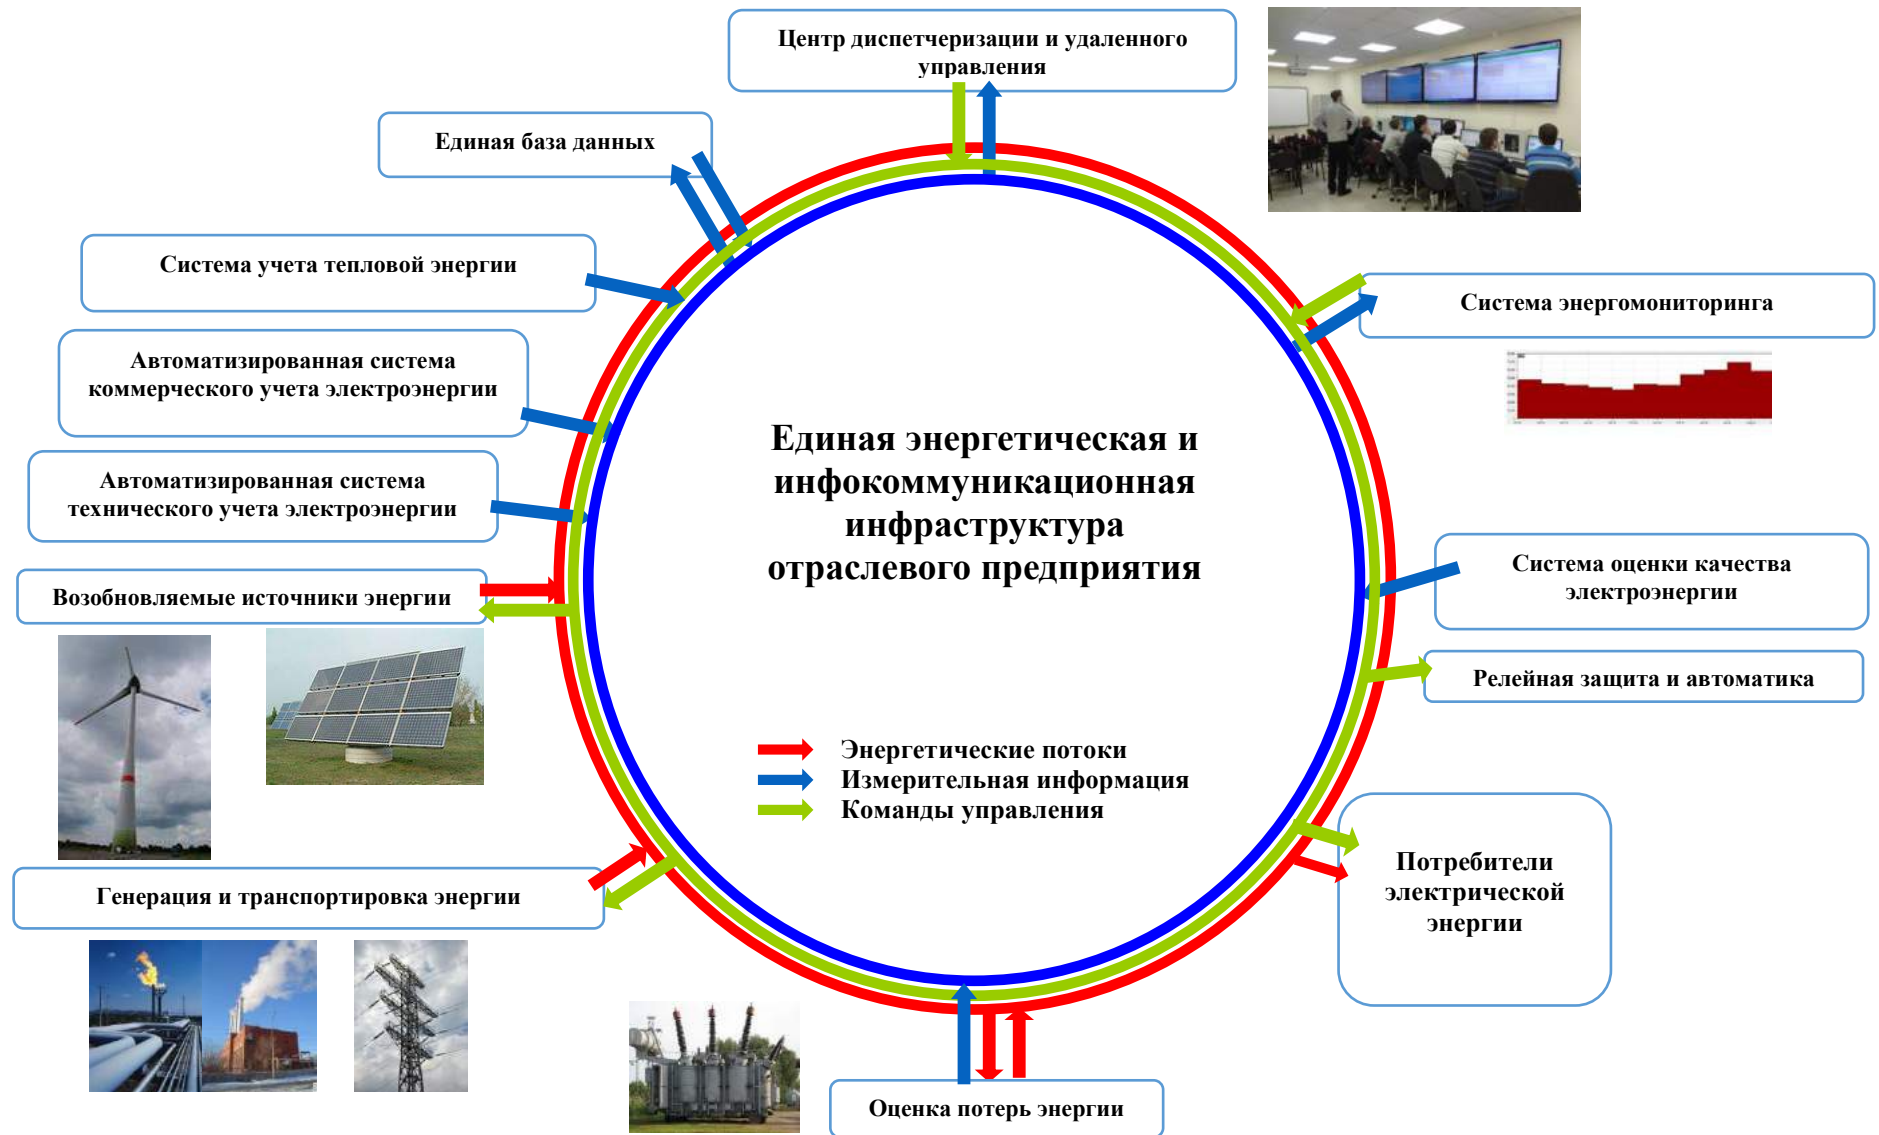 Центр диспетчеризации и удаленного
управления
Единая база данных
Система учета тепловой энергии
Автоматизированная система
коммерческого учета электроэнергии
Автоматизированная система
технического учета электроэнергии
Возобновляемые источники энергии
Генерация и транспортировка энергии
Единая энергетическая и
инфокоммуникационная
инфраструктура
отраслевого предприятия
Энергетические потоки
Измерительная информация
Команды управления
Система энергомониторинга
Система оценки качества
электроэнергии
Релейная защита и автоматика
Потребители
электрической
энергии
Оценка потерь энергии